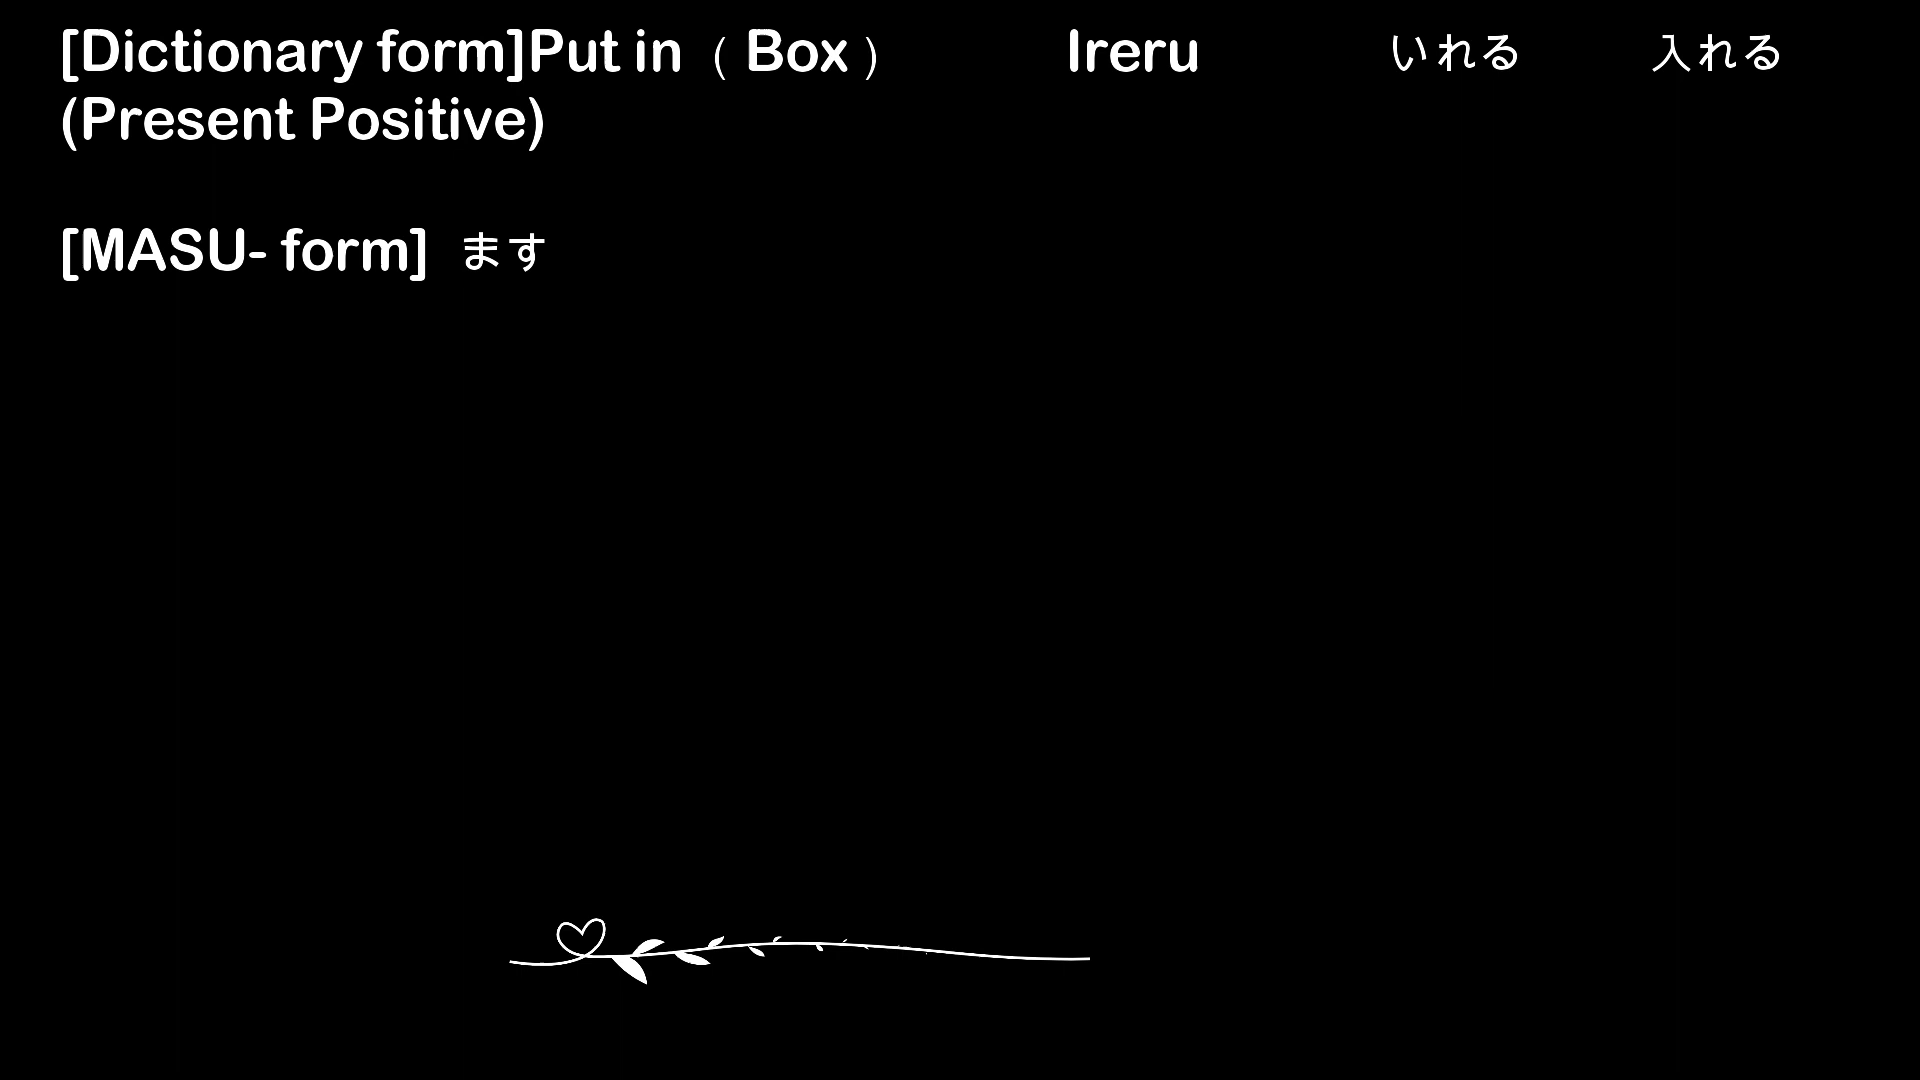 [Dictionary form]Put in（Box） Ireru いれる 入れる
(Present Positive)
[MASU- form] ます